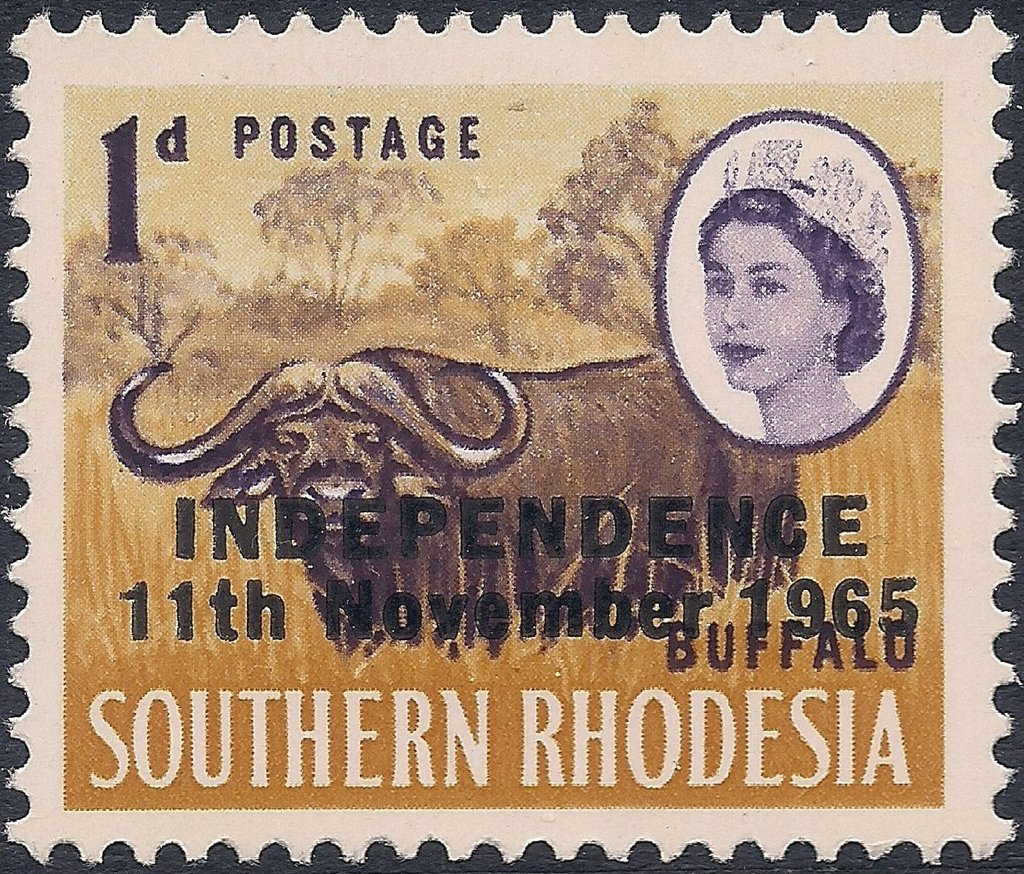 1d POSTAGE
INDEPENDENCE
11th November 1965
BUFFALO
SOUTHERN RHODESIA